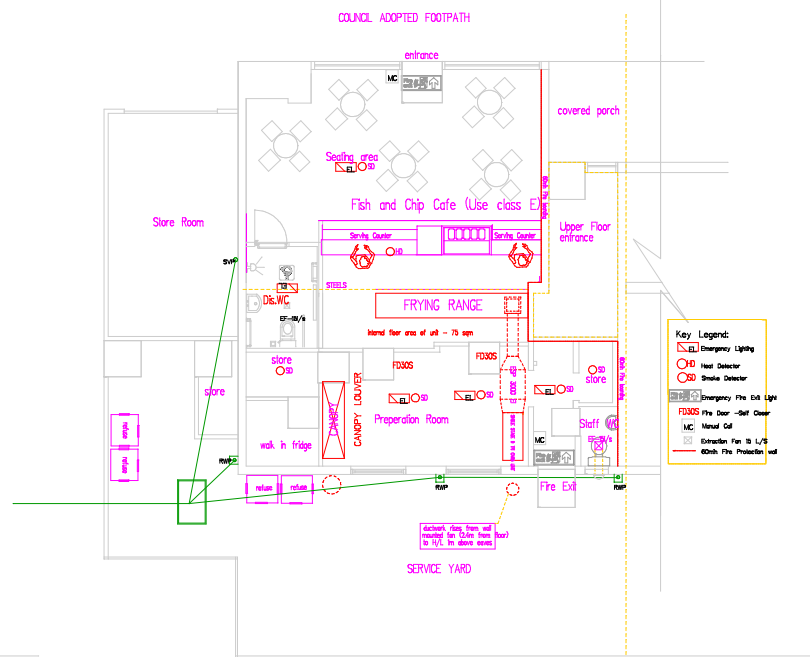 COUNCIL ADOPTED FOOTPATH
entrance
MC
covered porch
Seating area
EL
SD
Fish and Chip Cafe (Use class E)
Store Room
Upper Floor
entrance
Serving Counter
Serving Counter
HD
SVP
STEELS
Dis.WC
FRYING RANGE
Internal floor area of unit - 75 sqm
store
SD
FD30S
FD30S
store
SD
store
CANOPY
CANOPY LOUVER
EL
SD
EL
SD
EL
SD
Preperation Room
Staff WC
MC
walk in fridge
refuse
refuse
RWP
refuse
refuse
RWP
Fire Exit
RWP
ductwork rises from wall
mounted fan (2.4m from floor)
to H/L 1m above eaves
SERVICE YARD
Key Legend:
EL Emergency Lighting
HD Heat Detector
SD Smoke Detector
Emergency Fire Exit Light
FD30S Fire Door -Self Closer
MC Manual Call
Extraction Fan 15 L/S
60min Fire Protection wall